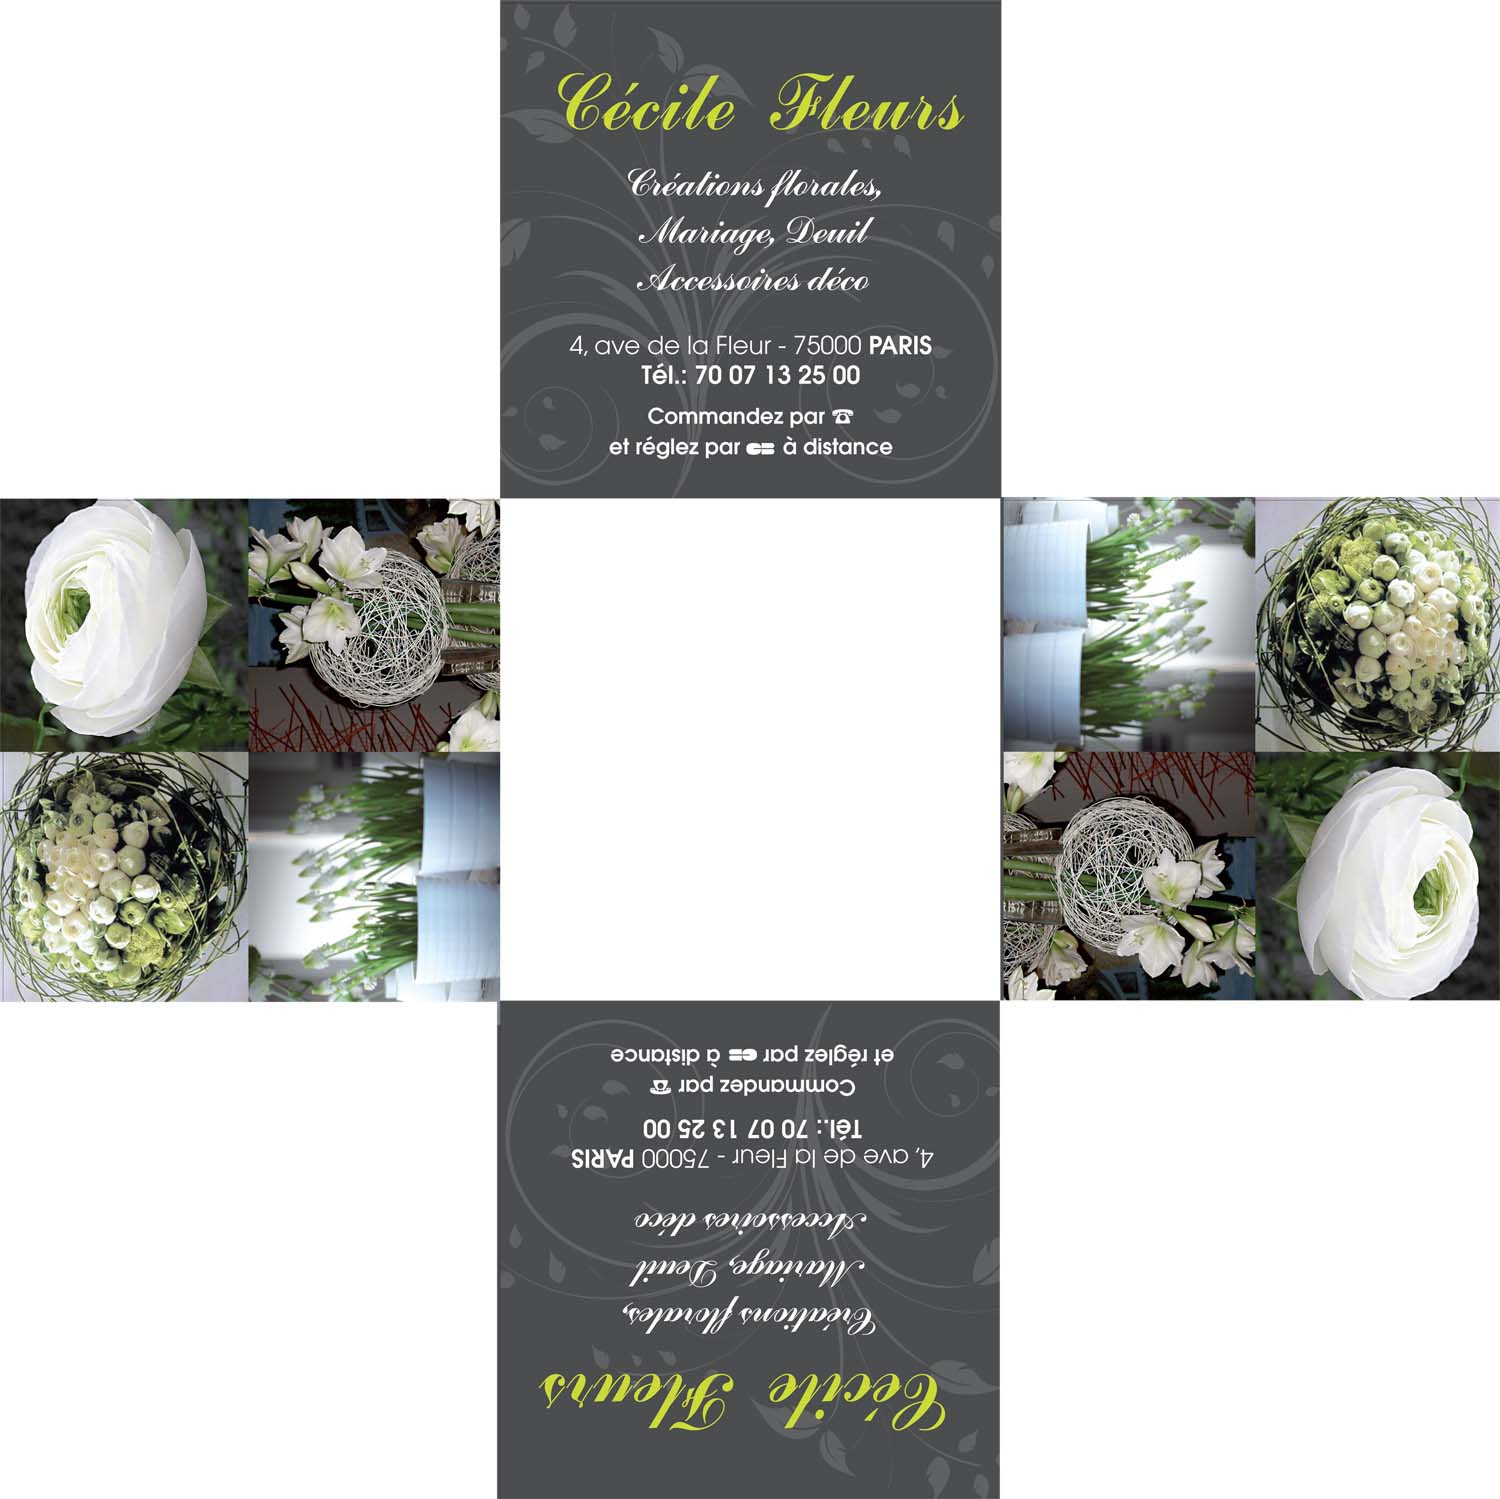 Cécile Fleurs
Créations florales,
Mariage, Deuil
Accessoires déco
4, ave de la Fleur - 75000 PARIS
Tél.: 70 07 13 25 00
Commandez par ☎
et réglez par à distance
Cécile Fleurs
Créations florales,
Mariage, Deuil
Accessoires déco
4, ave de la Fleur - 75000 PARIS
Tél.: 70 07 13 25 00
Commandez par ☎
et réglez par à distance